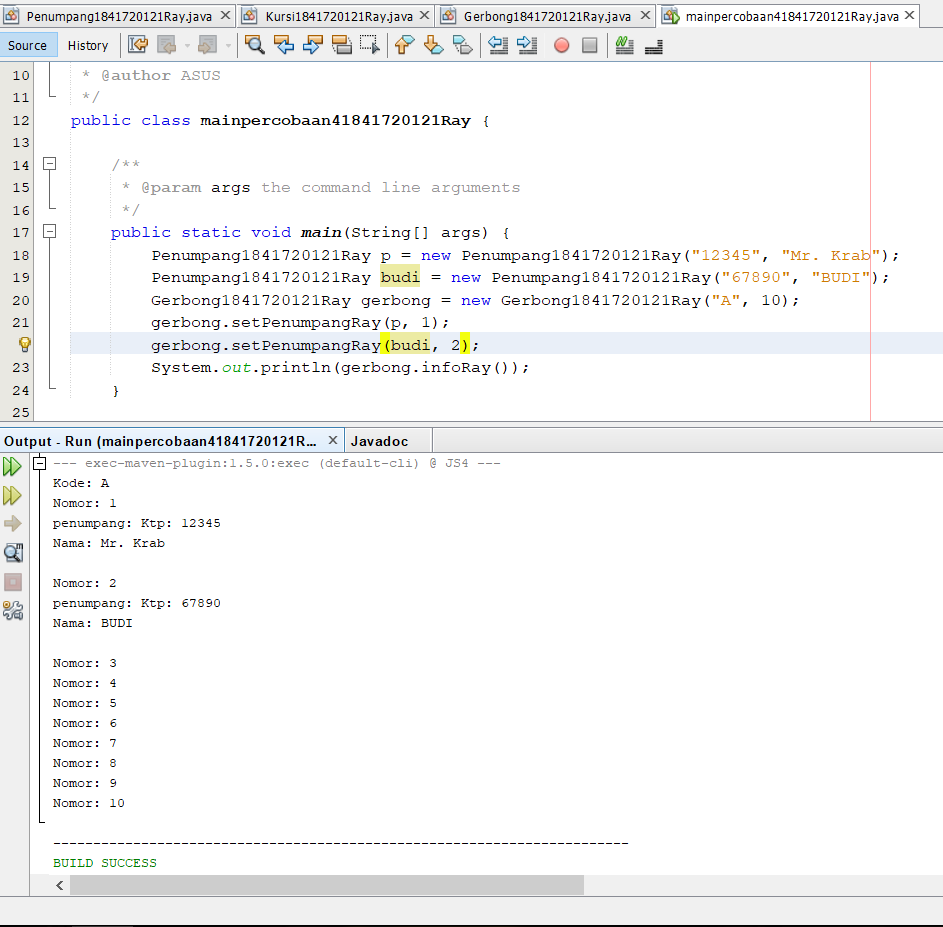 Penumpang1841720121Ray.java Kursi1841720121Ray.java Gerbong1841720121Ray.java mainpercobaan41841720121Ray.java
Source History
10 * @author ASUS
11 */
12 public class mainpercobaan41841720121Ray {
13
14 /**
15 * @param args the command line arguments
16 */
17 public static void main(String[] args) {
18 Penumpang1841720121Ray p = new Penumpang1841720121Ray("12345", "Mr. Krab");
19 Penumpang1841720121Ray budi = new Penumpang1841720121Ray("67890", "BUDI");
20 Gerbong1841720121Ray gerbong = new Gerbong1841720121Ray("A", 10);
21 gerbong.setPenumpangRay(p, 1);
gerbong.setPenumpangRay(budi, 2);
23 System.out.println(gerbong.infoRay());
24 }
25
Output - Run (mainpercobaan41841720121R... Javadoc
--- exec-maven-plugin:1.5.0:exec (default-cli) @ JS4 ---
Kode: A
Nomor: 1
penumpang: Ktp: 12345
Nama: Mr. Krab
Nomor: 2
penumpang: Ktp: 67890
Nama: BUDI
Nomor: 3
Nomor: 4
Nomor: 5
Nomor: 6
Nomor: 7
Nomor: 8
Nomor: 9
Nomor: 10
------------------------------------------------------------------------
BUILD SUCCESS